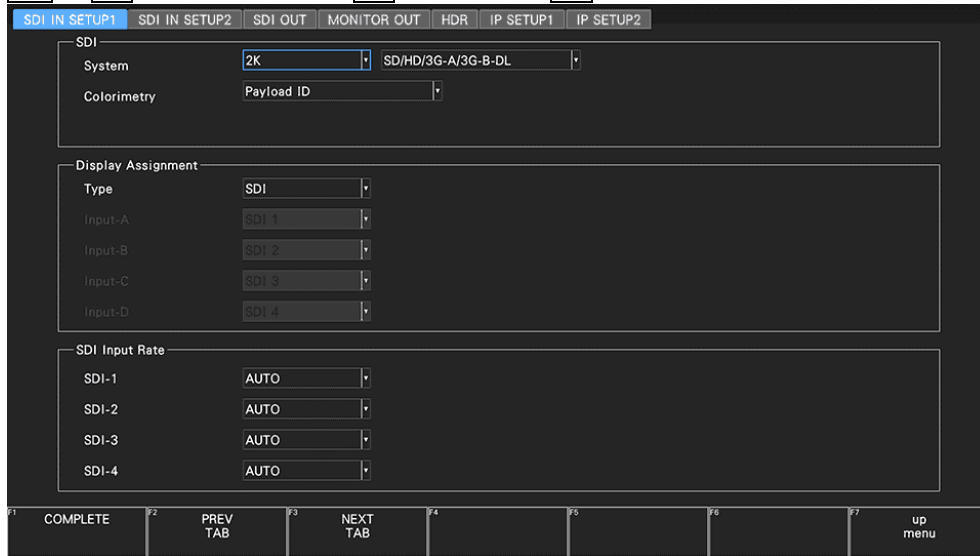 SDI IN SETUP1 SDI IN SETUP2 SDI OUT MONITOR OUT HDR IP SETUP1 IP SETUP2
SDI
System 2K SD/HD/3G-A/3G-B-DL
Colorimetry Payload ID
Display Assignment
Type SDI
Input-A SDI 1
Input-B SDI 2
Input-C SDI 3
Input-D SDI 4
SDI Input Rate
SDI-1 AUTO
SDI-2 AUTO
SDI-3 AUTO
SDI-4 AUTO
F1 COMPLETE F2 PREV TAB F3 NEXT TAB F4 F5 F6 F7 up menu